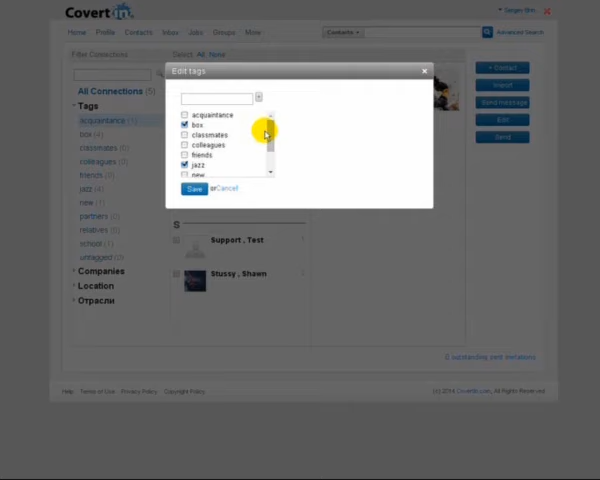 Covert in
Sergey Bro..
Home Profile Contacts Inbox Jobs Groups More Contacts Advanced Search
Filter Connections Select: All, None
Edit tags
All Connections (5)
Tags
acquaintance (1)
box (4)
classmates (0)
colleagues (0)
friends (0)
jazz (4)
new (1)
partners (0)
relatives (0)
school (1)
untagged (0)
Companies
Location
Отрасли
acquaintance
box
classmates
colleagues
friends
jazz
new
Save or Cancel
+ Contact
Import
Send message
Edit
Send
S
Support , Test
Stussy , Shawn
0 outstanding sent invitations
Help Terms of Use Privacy Policy Copyright Policy
All Rights Reserved